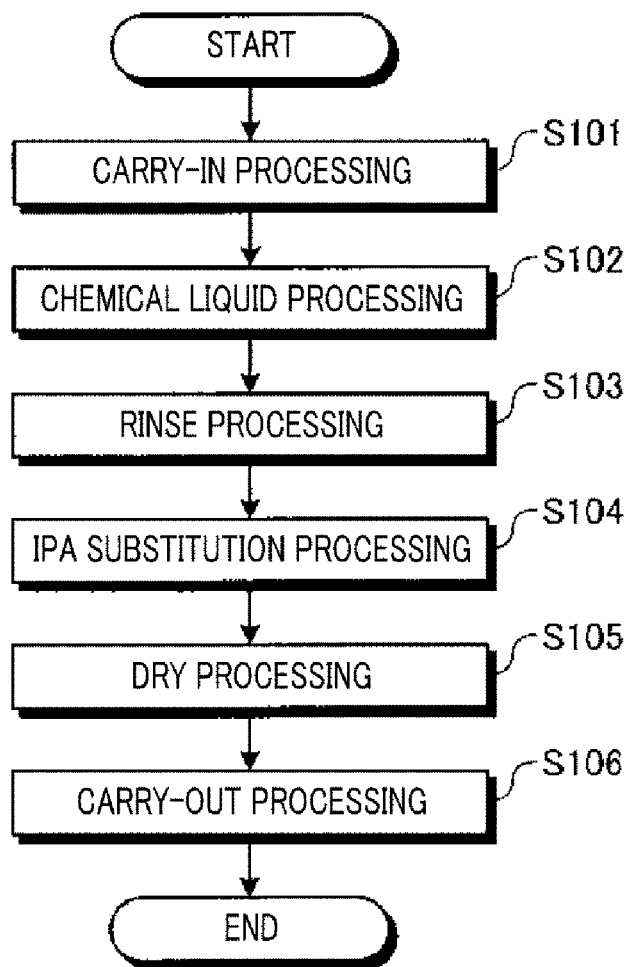 START
S101
CARRY-IN PROCESSING
S102
CHEMICAL LIQUID PROCESSING
S103
RINSE PROCESSING
S104
IPA SUBSTITUTION PROCESSING
S105
DRY PROCESSING
S106
CARRY-OUT PROCESSING
END